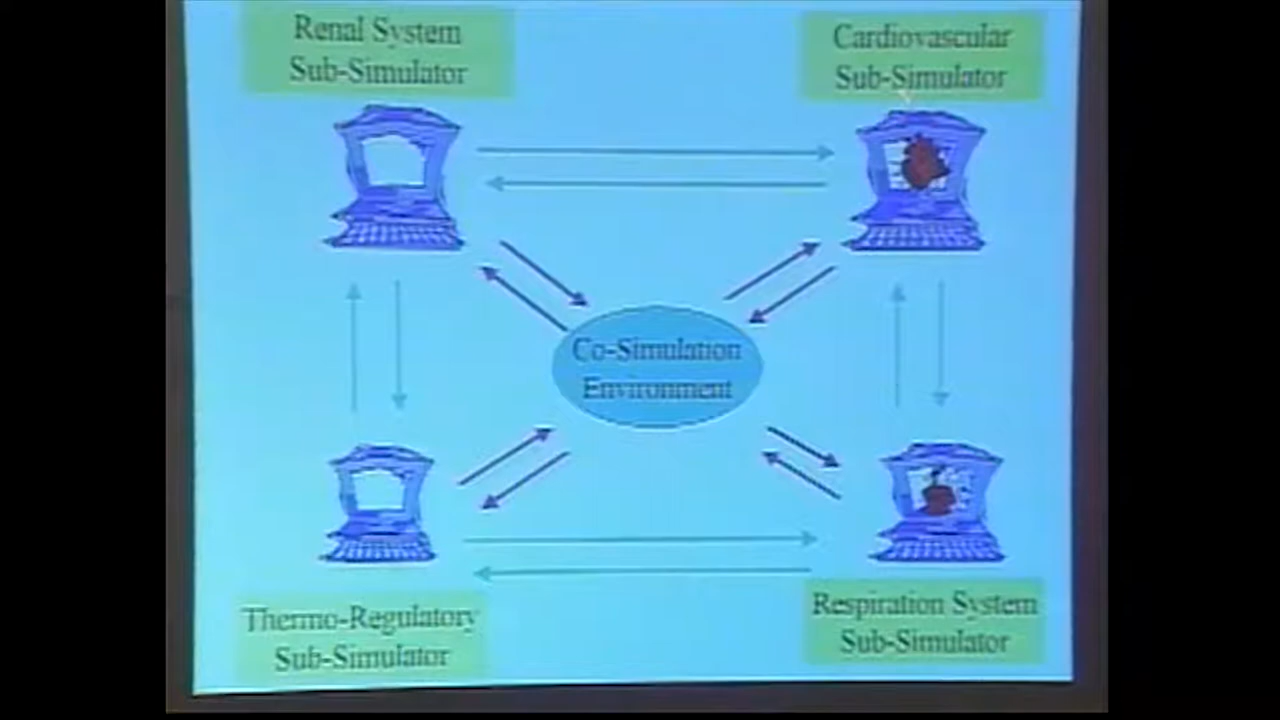 Renal System
Sub-Simulator
Cardiovascular
Sub-Simulator
Co-Simulation
Environment
Thermo-Regulatory
Sub-Simulator
Respiration System
Sub-Simulator